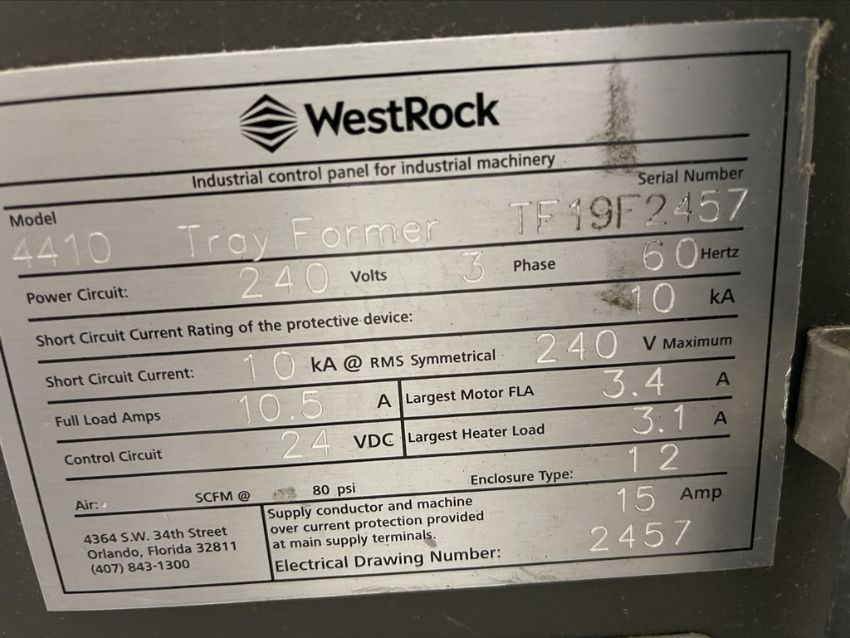 WestRock
Industrial control panel for industrial machinery
Model
Serial Number
4410 Tray Former TF19F2457
Power Circuit: 240 Volts 3 Phase 60 Hertz
Short Circuit Current Rating of the protective device: 10 kA
Short Circuit Current: 10 kA @ RMS Symmetrical 240 V Maximum
Full Load Amps 10.5 A Largest Motor FLA 3.4 A
Control Circuit 24 VDC Largest Heater Load 3.1 A
Air: SCFM @ 80 psi Enclosure Type: 12
4364 S.W. 34th Street
Orlando, Florida 32811
(407) 843-1300
Supply conductor and machine
over current protection provided
at main supply terminals. 15 Amp
Electrical Drawing Number: 2457